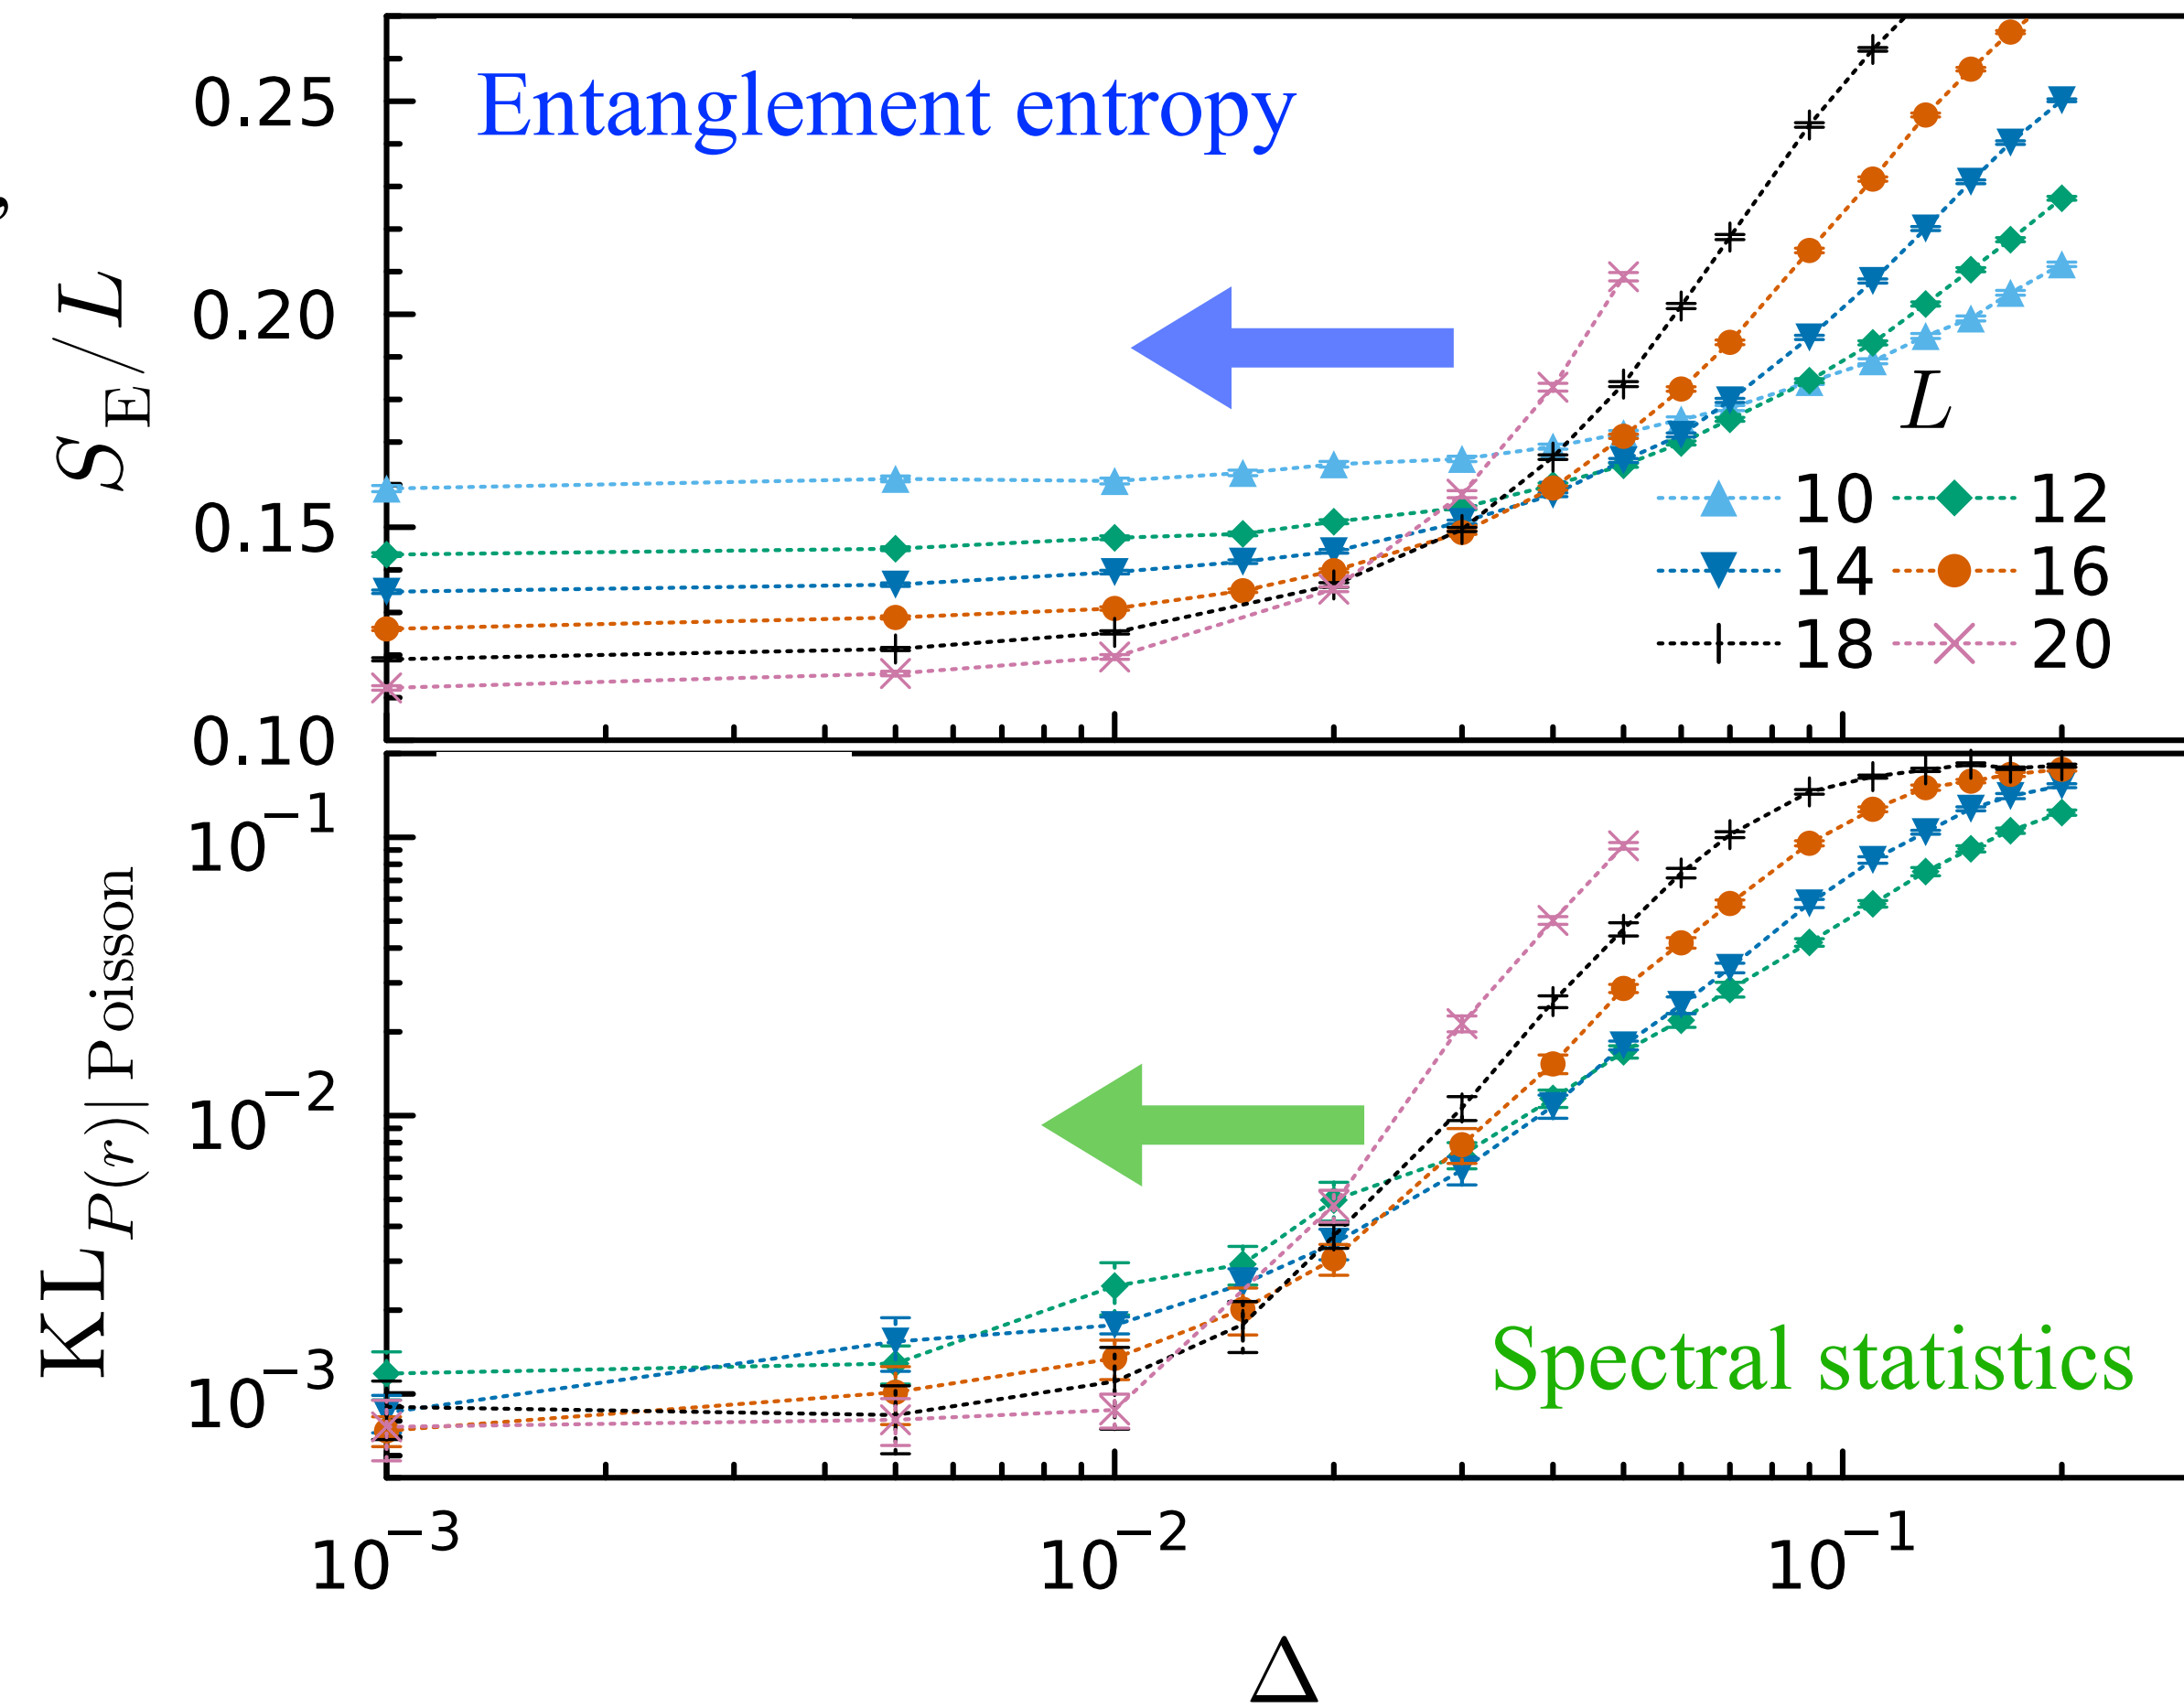 Entanglement entropy
S_E/L
0.25
0.20
0.15
0.10
L
10 12
14 16
18 20
KL_{P(r)| Poisson}
10^{−1}
10^{−2}
10^{−3}
Spectral statistics
10^{−3} 10^{−2} 10^{−1}
Δ